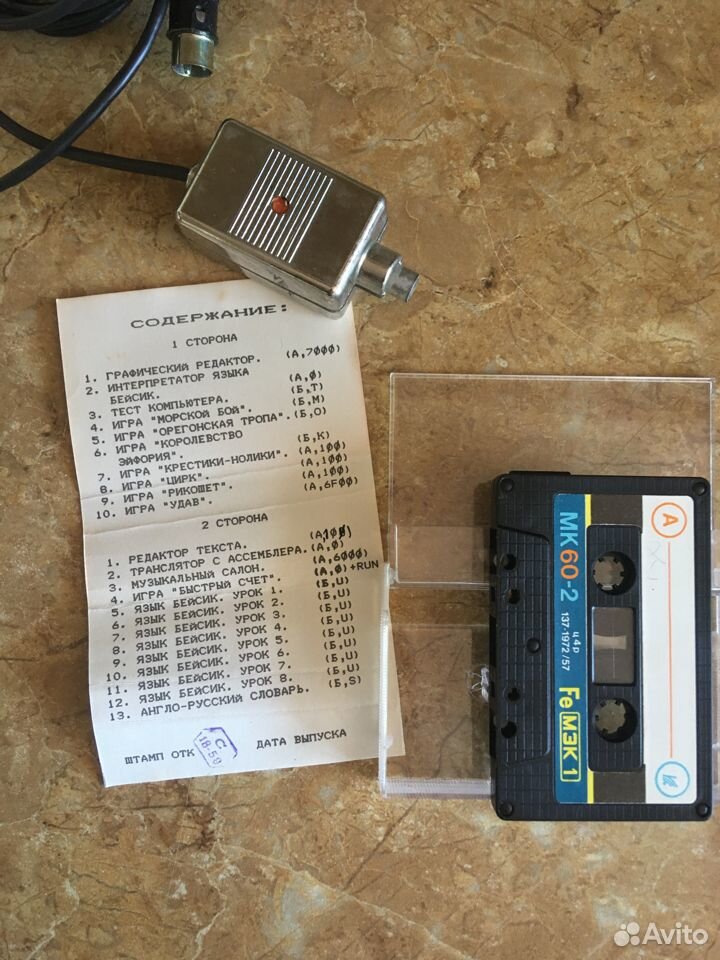 СОДЕРЖАНИЕ:
1 СТОРОНА
1. ГРАФИЧЕСКИЙ РЕДАКТОР. (А,7000)
2. ИНТЕРПРЕТАТОР ЯЗЫКА
БЕЙСИК. (А,0)
3. ТЕСТ КОМПЬЮТЕРА. (Б,Т)
4. ИГРА "МОРСКОЙ БОЙ". (Б,М)
5. ИГРА "ОРЕГОНСКАЯ ТРОПА". (Б,О)
6. ИГРА "КОРОЛЕВСТВО
ЭЙФОРИЯ". (Б,К)
7. ИГРА "КРЕСТИКИ-НОЛИКИ". (А,100)
8. ИГРА "ЦИРК". (А,100)
9. ИГРА "РИКОШЕТ". (А,100)
10. ИГРА "УДАВ". (А,6F00)
2 СТОРОНА
1. РЕДАКТОР ТЕКСТА. (А,100)
2. ТРАНСЛЯТОР С АССЕМБЛЕРА. (А,0)
3. МУЗЫКАЛЬНЫЙ САЛОН. (А,6000)
4. ИГРА "БЫСТРЫЙ СЧЕТ". (А,0) +RUN
5. ЯЗЫК БЕЙСИК. УРОК 1. (Б,U)
6. ЯЗЫК БЕЙСИК. УРОК 2. (Б,U)
7. ЯЗЫК БЕЙСИК. УРОК 3. (Б,U)
8. ЯЗЫК БЕЙСИК. УРОК 4. (Б,U)
9. ЯЗЫК БЕЙСИК. УРОК 5. (Б,U)
10. ЯЗЫК БЕЙСИК. УРОК 6. (Б,U)
11. ЯЗЫК БЕЙСИК. УРОК 7. (Б,U)
12. ЯЗЫК БЕЙСИК. УРОК 8. (Б,U)
13. АНГЛО-РУССКИЙ СЛОВАРЬ. (Б,S)
ШТАМП ОТК ДАТА ВЫПУСКА
С
18-59
A
МК60-2
ц4р
137-1972/57
Fe МЭК 1
Avito